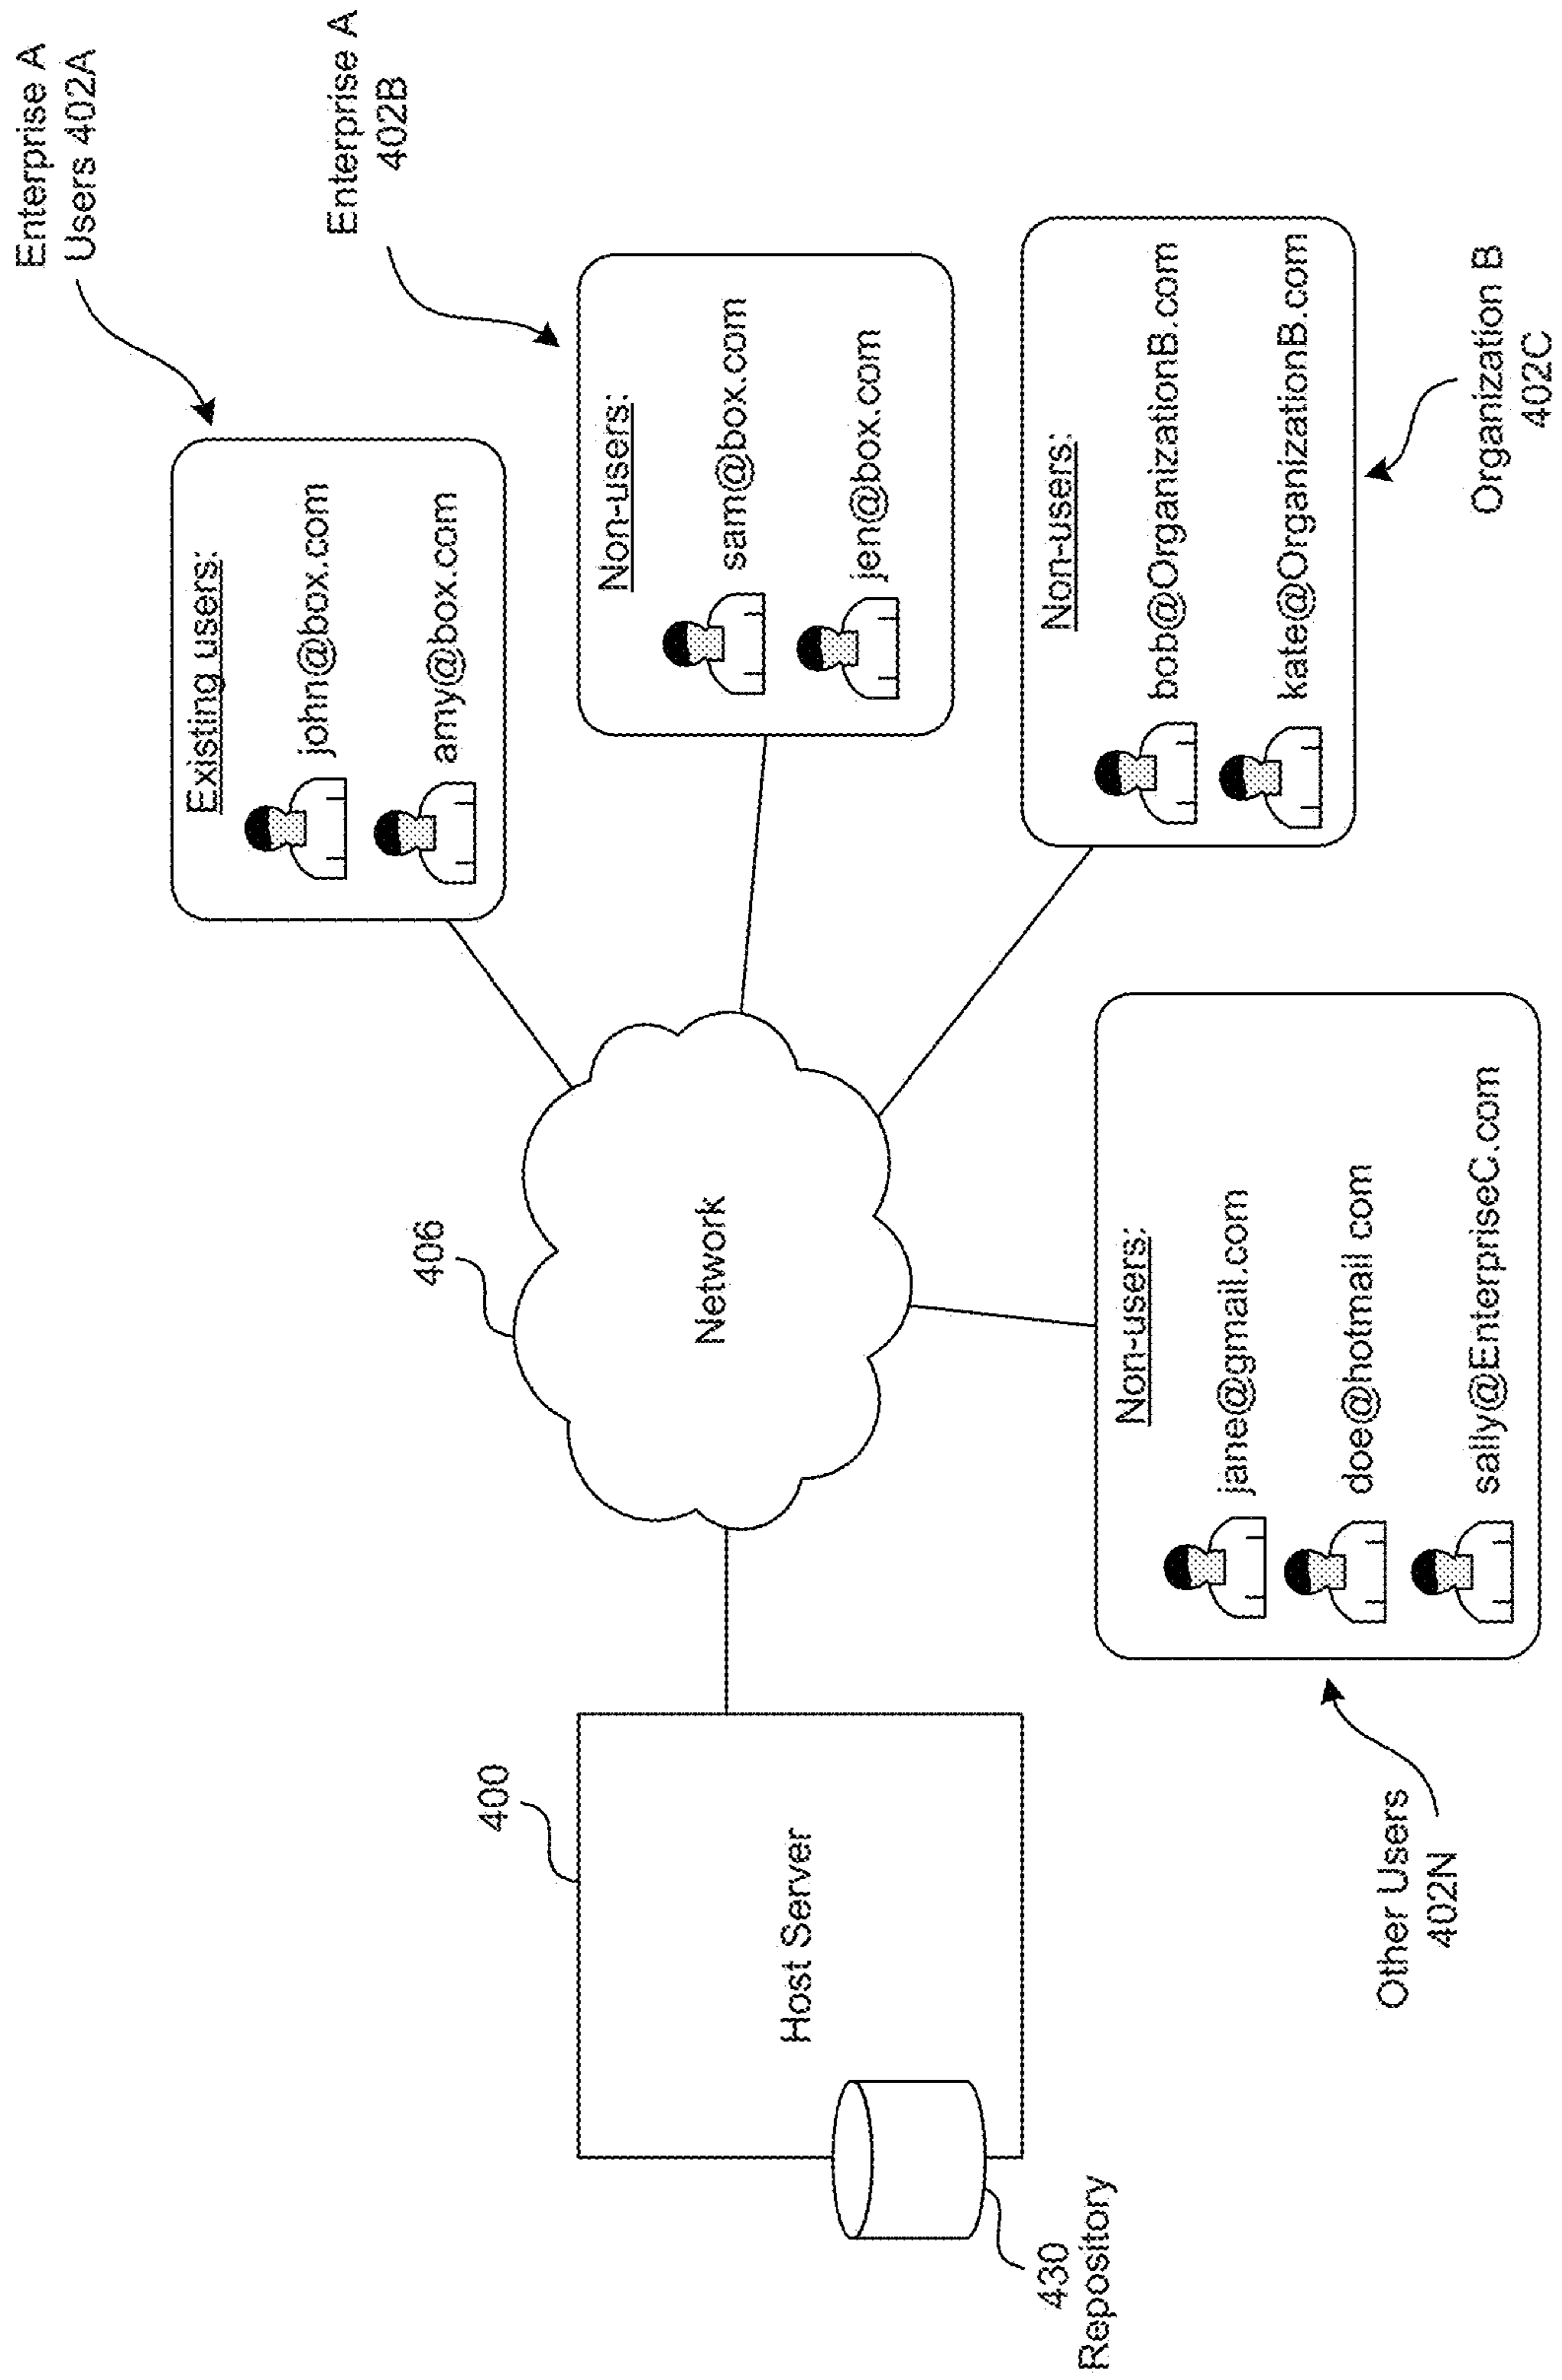 Enterprise A
Users 402A
Existing users:
john@box.com
amy@box.com
Enterprise A
402B
Non-users:
sam@box.com
jen@box.com
Non-users:
bob@OrganizationB.com
kate@OrganizationB.com
Organization B
402C
406
Network
400
Host Server
430
Repository
Non-users:
jane@gmail.com
doe@hotmail.com
sally@EnterpriseC.com
Other Users
402N